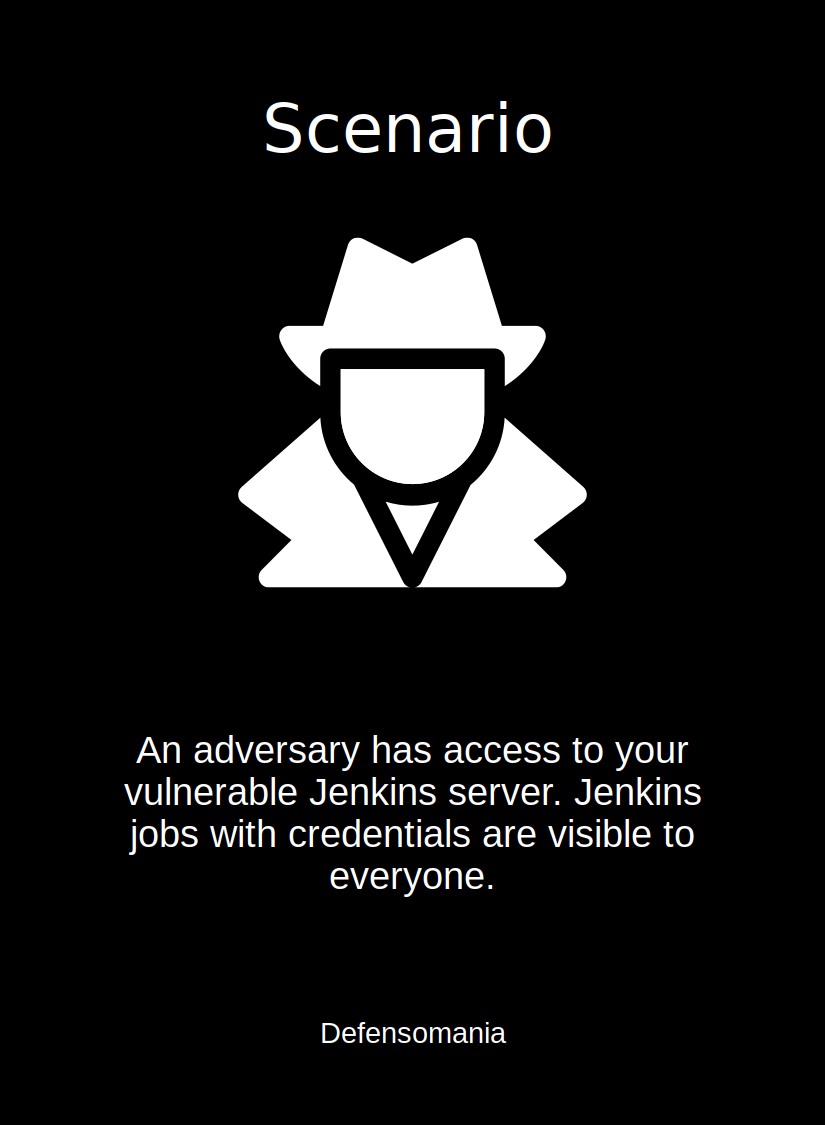 Scenario
An adversary has access to your
vulnerable Jenkins server. Jenkins
jobs with credentials are visible to
everyone.
Defensomania